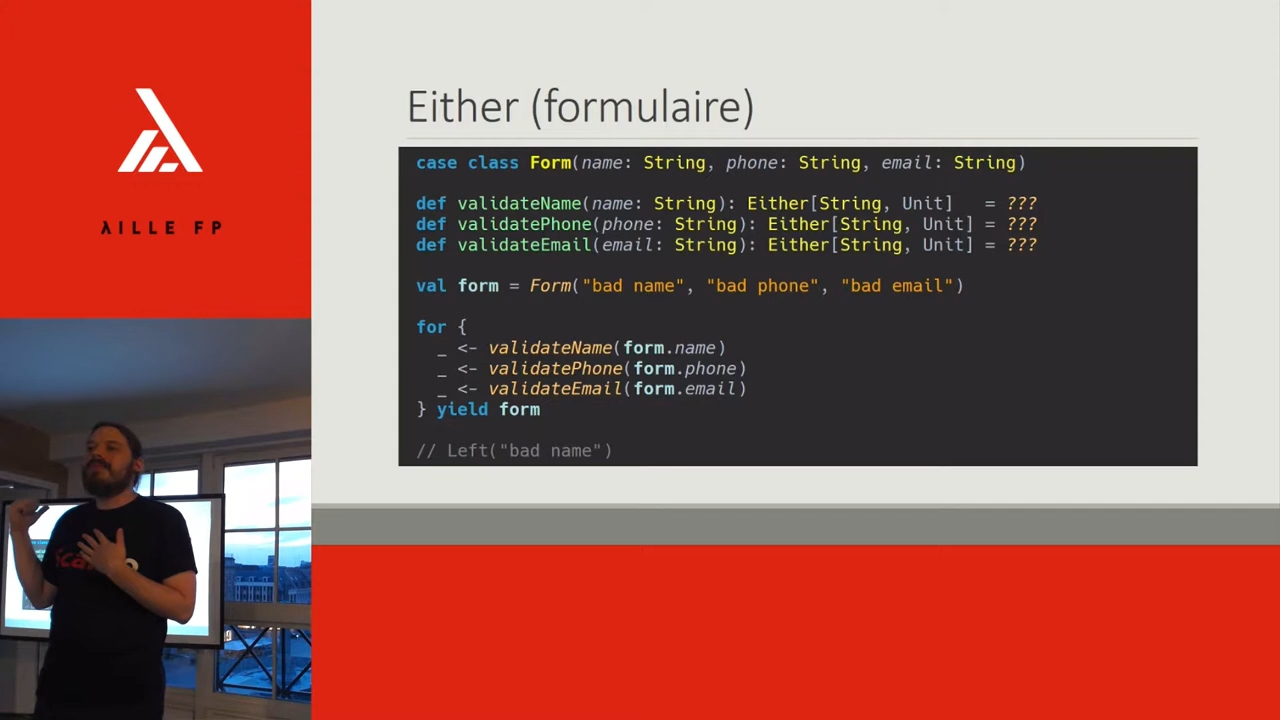 λILLE FP
Either (formulaire)
case class Form(name: String, phone: String, email: String)
def validateName(name: String): Either[String, Unit]   = ???
def validatePhone(phone: String): Either[String, Unit] = ???
def validateEmail(email: String): Either[String, Unit] = ???
val form = Form("bad name", "bad phone", "bad email")
for {
  _ <- validateName(form.name)
  _ <- validatePhone(form.phone)
  _ <- validateEmail(form.email)
} yield form
// Left("bad name")